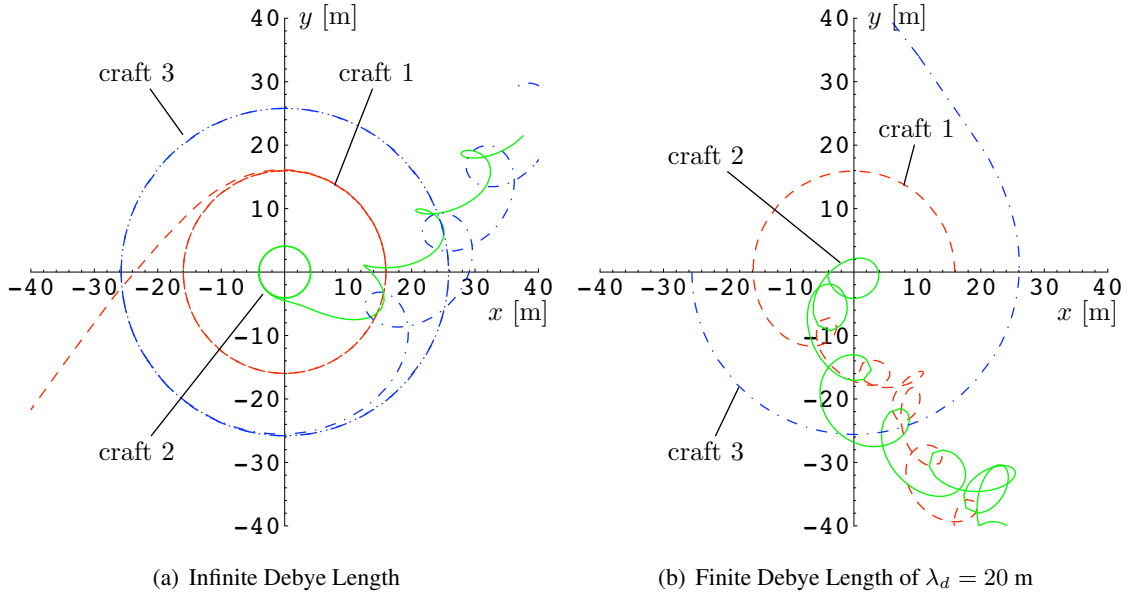 40
y [m]
30
20
10
-10
-20
-30
-40
-40 -30 -20 -10 10 20 30 40
x [m]
craft 3
craft 1
craft 2
(a) Infinite Debye Length
40
y [m]
30
20
10
-10
-20
-30
-40
-40 -30 -20 -10 10 20 30 40
x [m]
craft 1
craft 2
craft 3
(b) Finite Debye Length of λd = 20 m